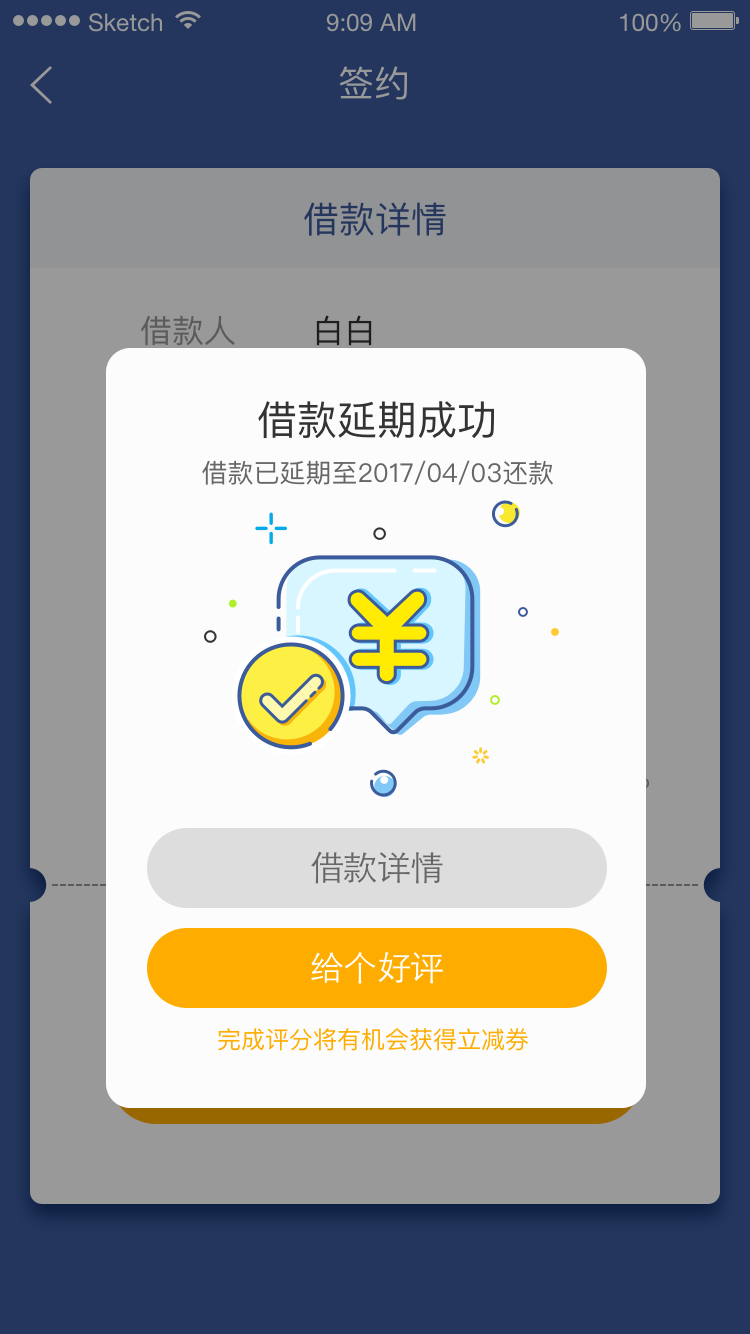 Sketch 9:09 AM 100%
签约
借款详情
借款人 白白
借款延期成功
借款已延期至2017/04/03还款
¥
借款详情
给个好评
完成评分将有机会获得立减券